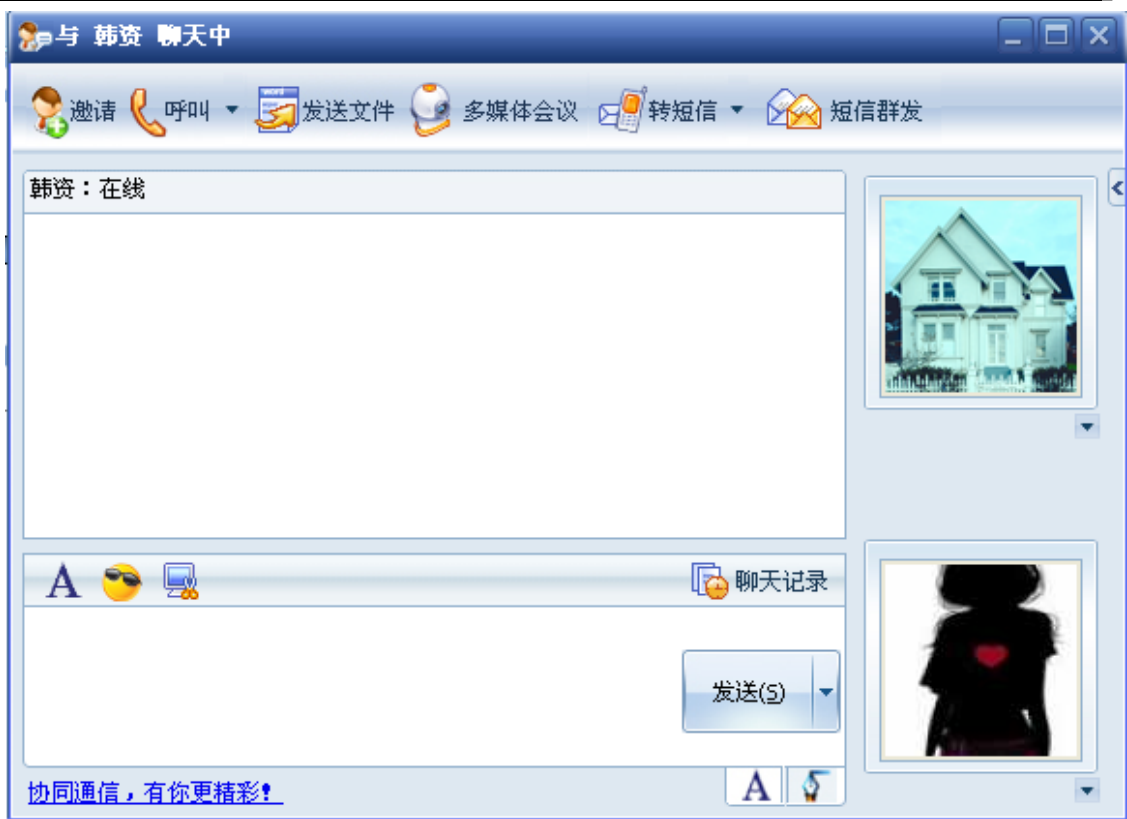 与 韩资 聊天中
邀请 呼叫 发送文件 多媒体会议 转短信 短信群发
韩资：在线
A 聊天记录
发送(S)
协同通信，有你更精彩！
A